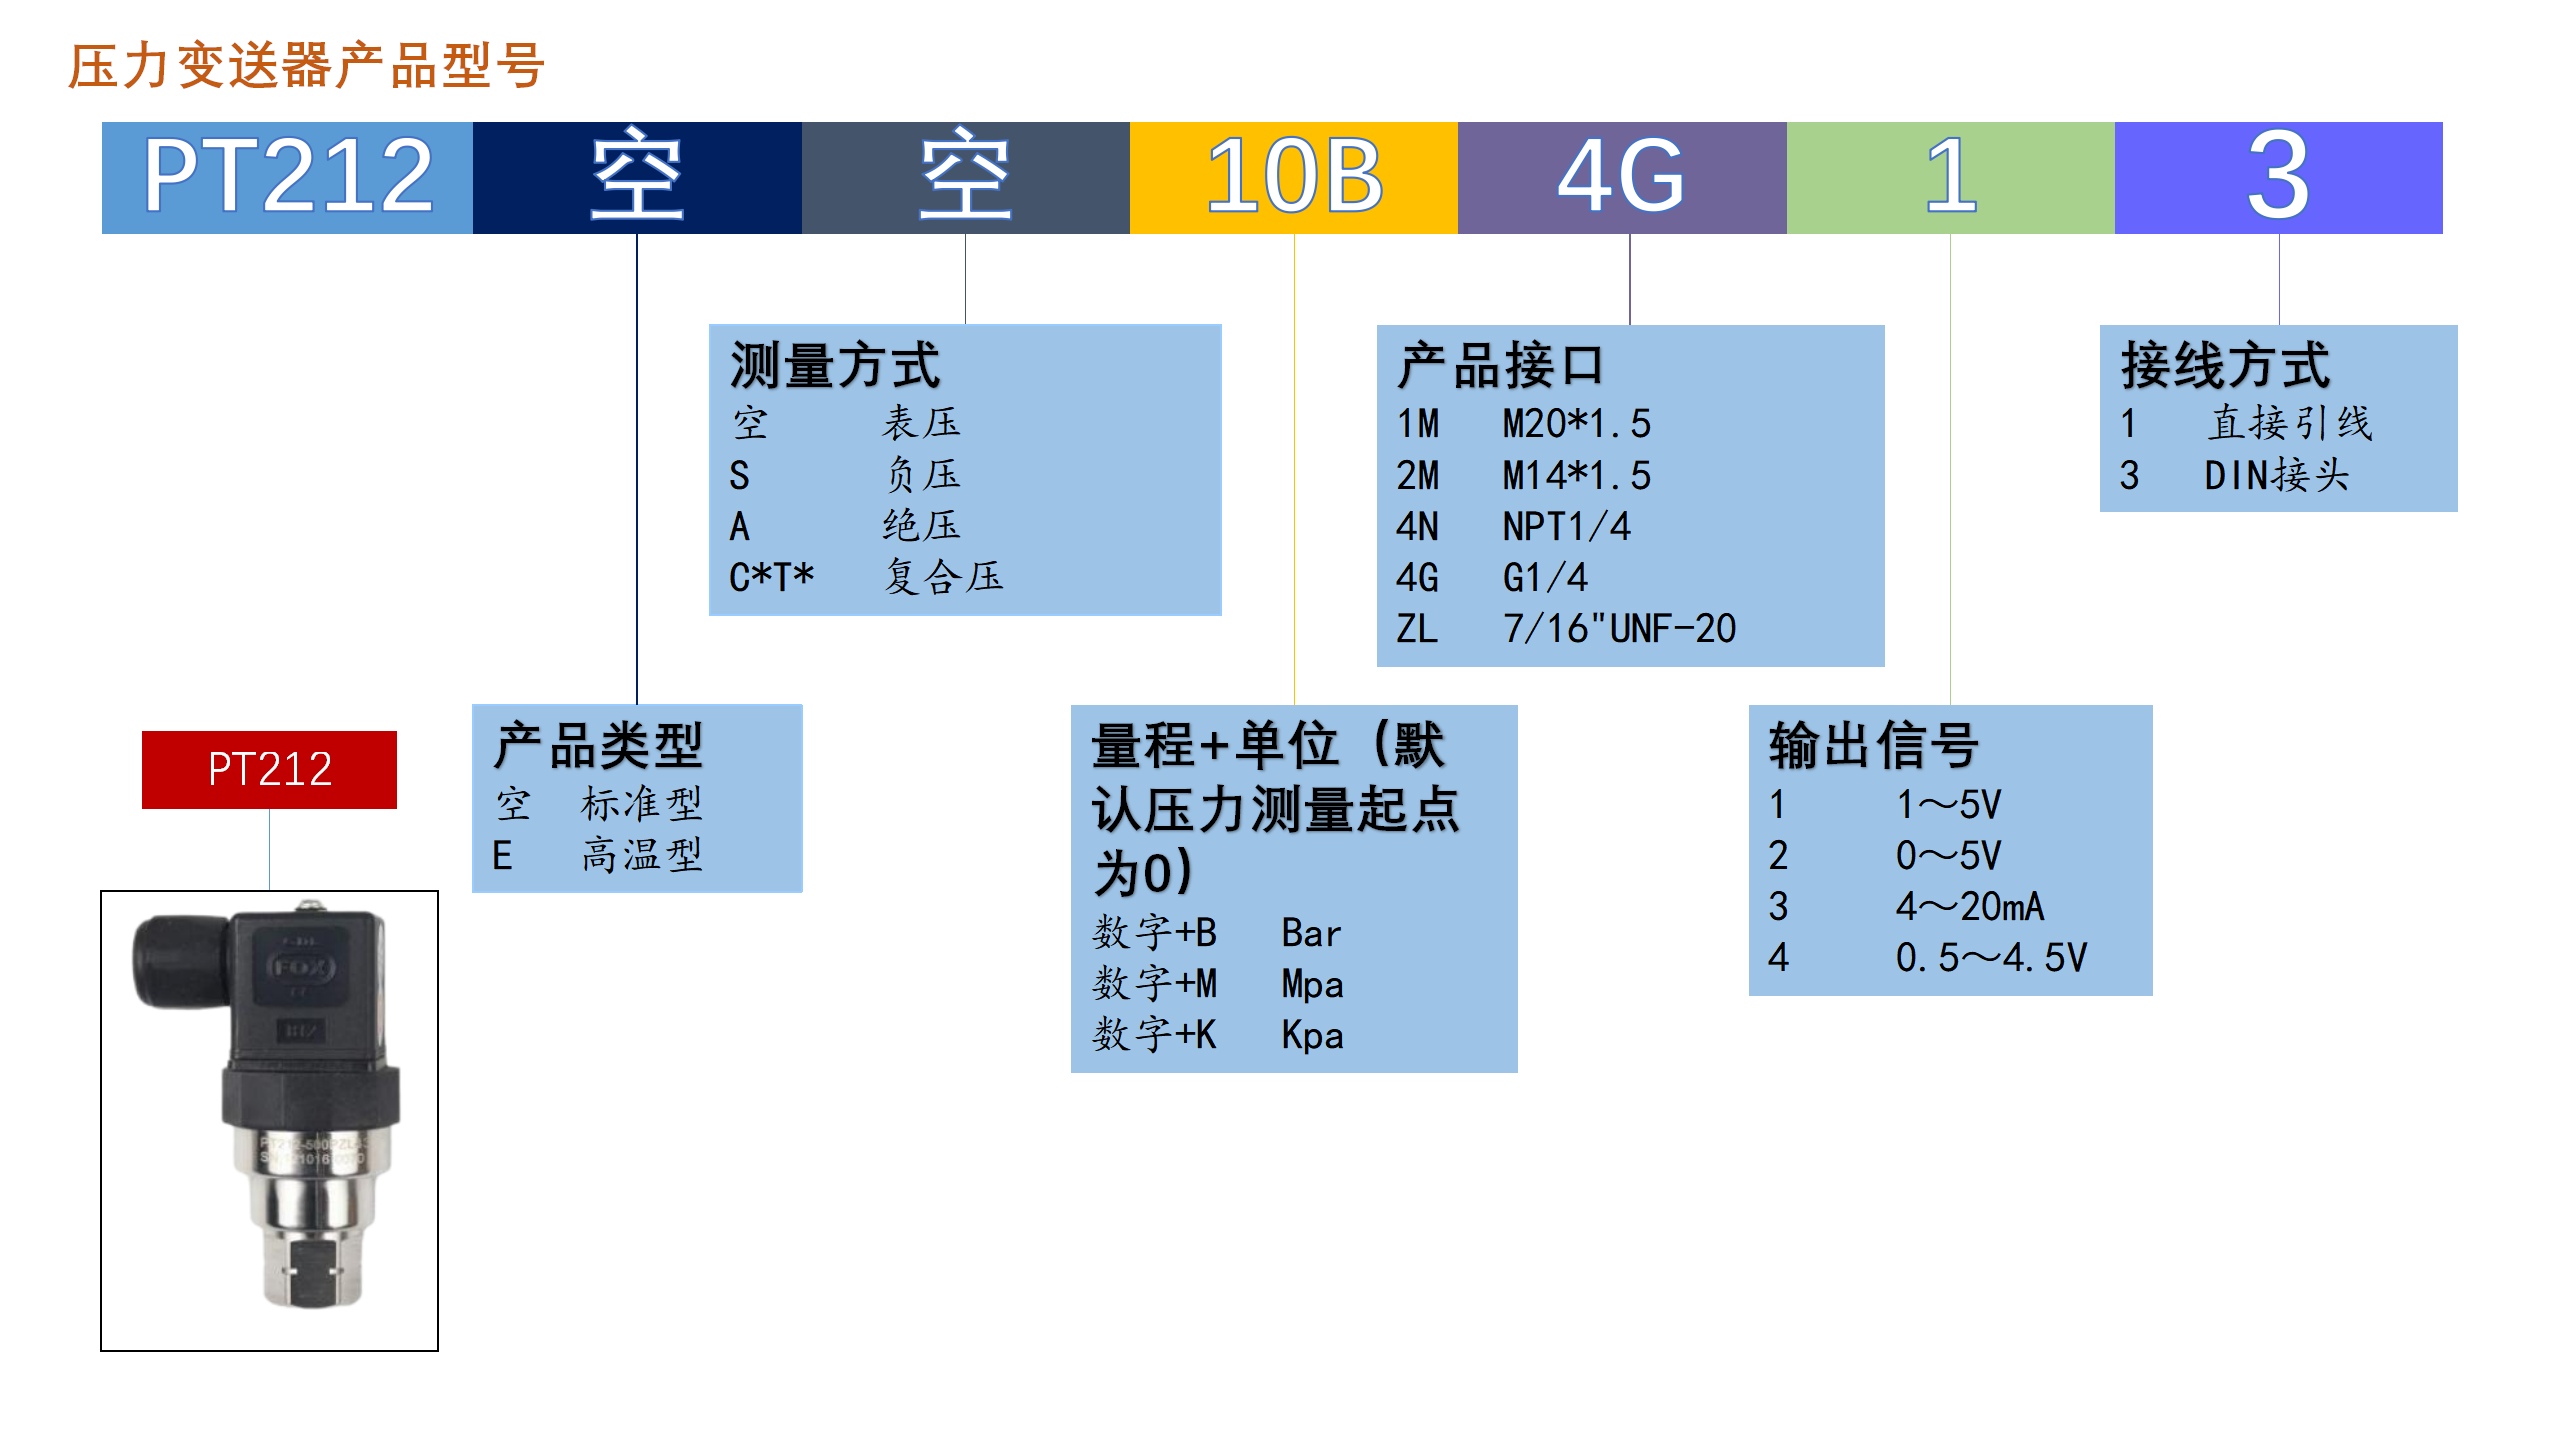 压力变送器产品型号
PT212 空 空 10B 4G 1 3
测量方式
空 表压
S 负压
A 绝压
C*T* 复合压
产品接口
1M M20*1.5
2M M14*1.5
4N NPT1/4
4G G1/4
ZL 7/16"UNF-20
接线方式
1 直接引线
3 DIN接头
PT212
产品类型
空 标准型
E 高温型
量程+单位（默
认压力测量起点
为0）
数字+B Bar
数字+M Mpa
数字+K Kpa
输出信号
1 1～5V
2 0～5V
3 4～20mA
4 0.5～4.5V
FOX